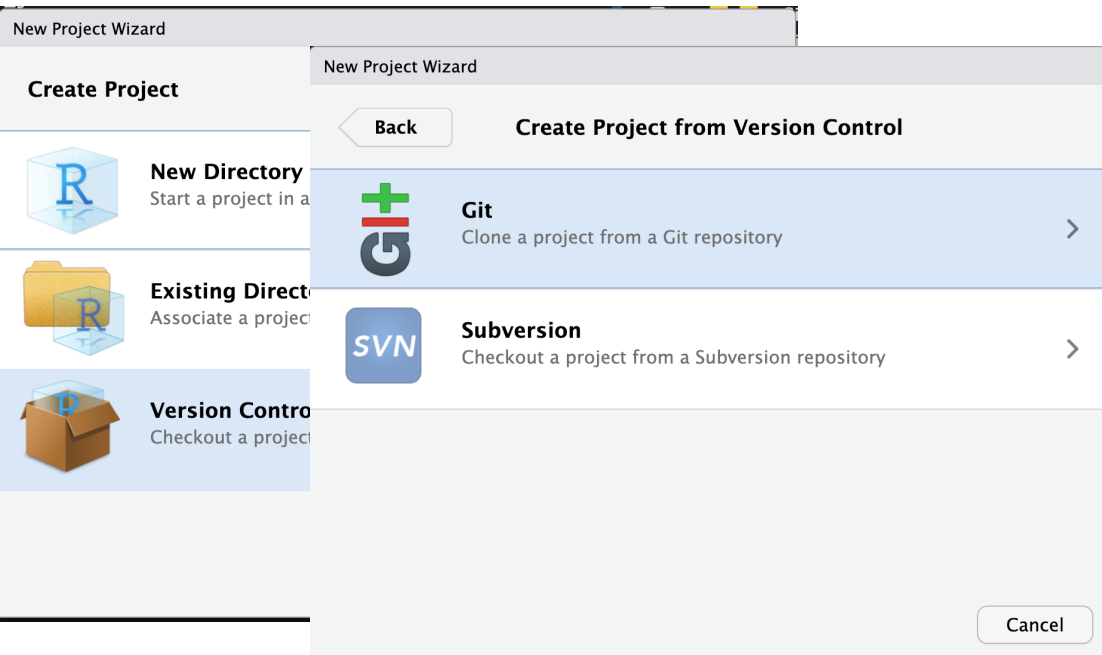 New Project Wizard
Create Project
New Directory
Start a project in a
Existing Direct
Associate a project
Version Contro
Checkout a project
New Project Wizard
Back
Create Project from Version Control
git
Git
Clone a project from a Git repository
SVN
Subversion
Checkout a project from a Subversion repository
Cancel